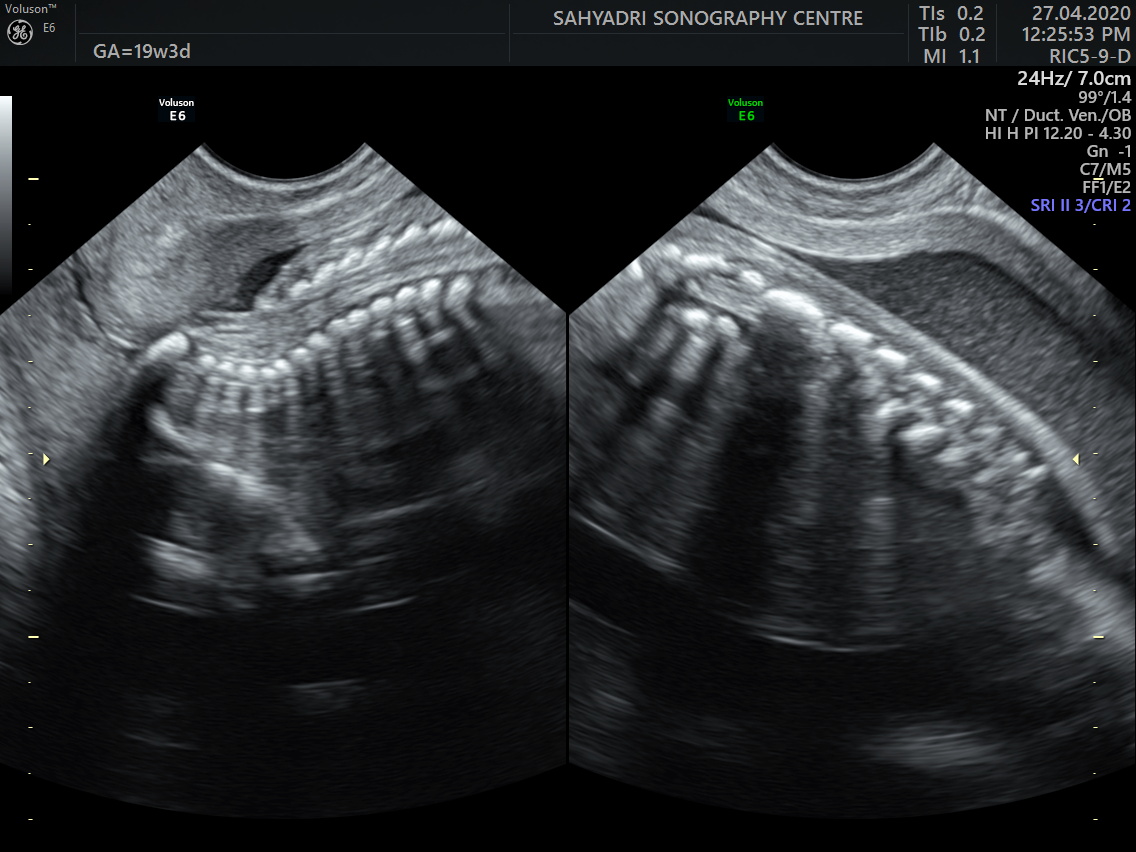 Voluson™
E6
GA=19w3d
SAHYADRI SONOGRAPHY CENTRE
TIs 0.2
TIb 0.2
MI 1.1
27.04.2020
12:25:53 PM
RIC5-9-D
24Hz/ 7.0cm
99°/1.4
NT / Duct. Ven./OB
HI H PI 12.20 - 4.30
Gn -1
C7/M5
FF1/E2
SRI II 3/CRI 2
Voluson
E6
Voluson
E6